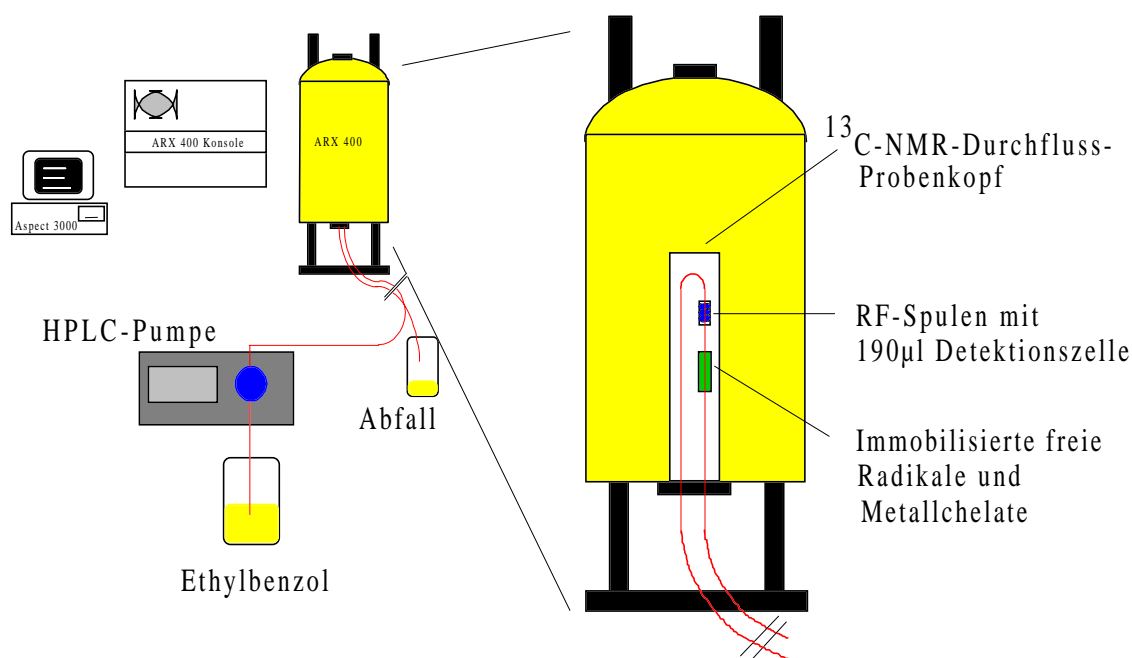 ARX 400 Konsole
ARX 400
Aspect 3000
HPLC-Pumpe
Abfall
Ethylbenzol
13C-NMR-Durchfluss-
Probenkopf
RF-Spulen mit
190µl Detektionszelle
Immobilisierte freie
Radikale und
Metallchelate